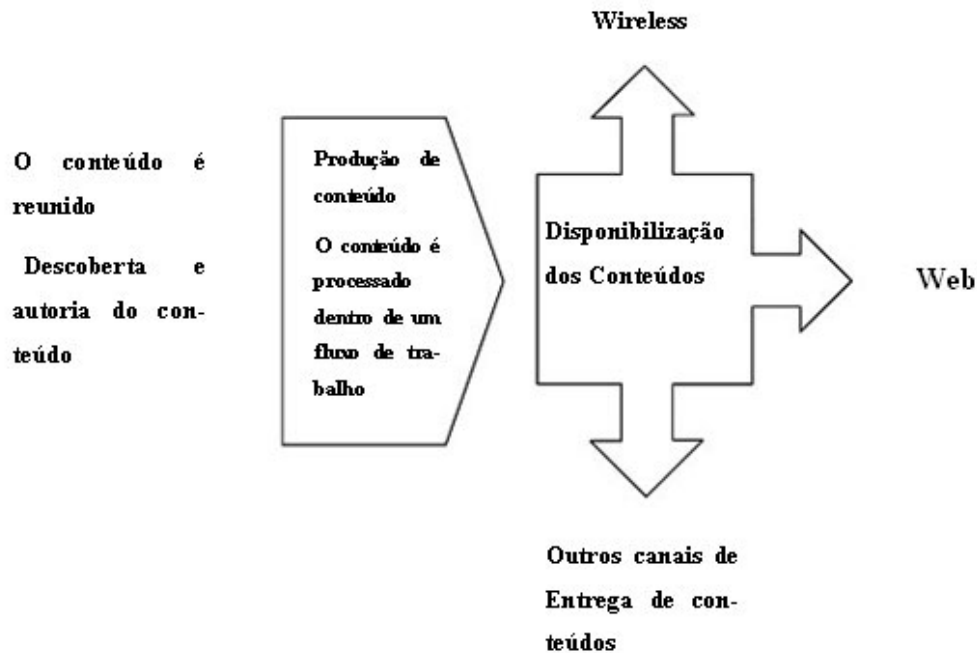 Wireless
O conteúdo é
reunido
Descoberta e
autoria do con-
teúdo
Produção de
conteúdo
O conteúdo é
processado
dentro de um
fluxo de tra-
balho
Disponibilização
dos Conteúdos
Web
Outros canais de
Entrega de con-
teúdos